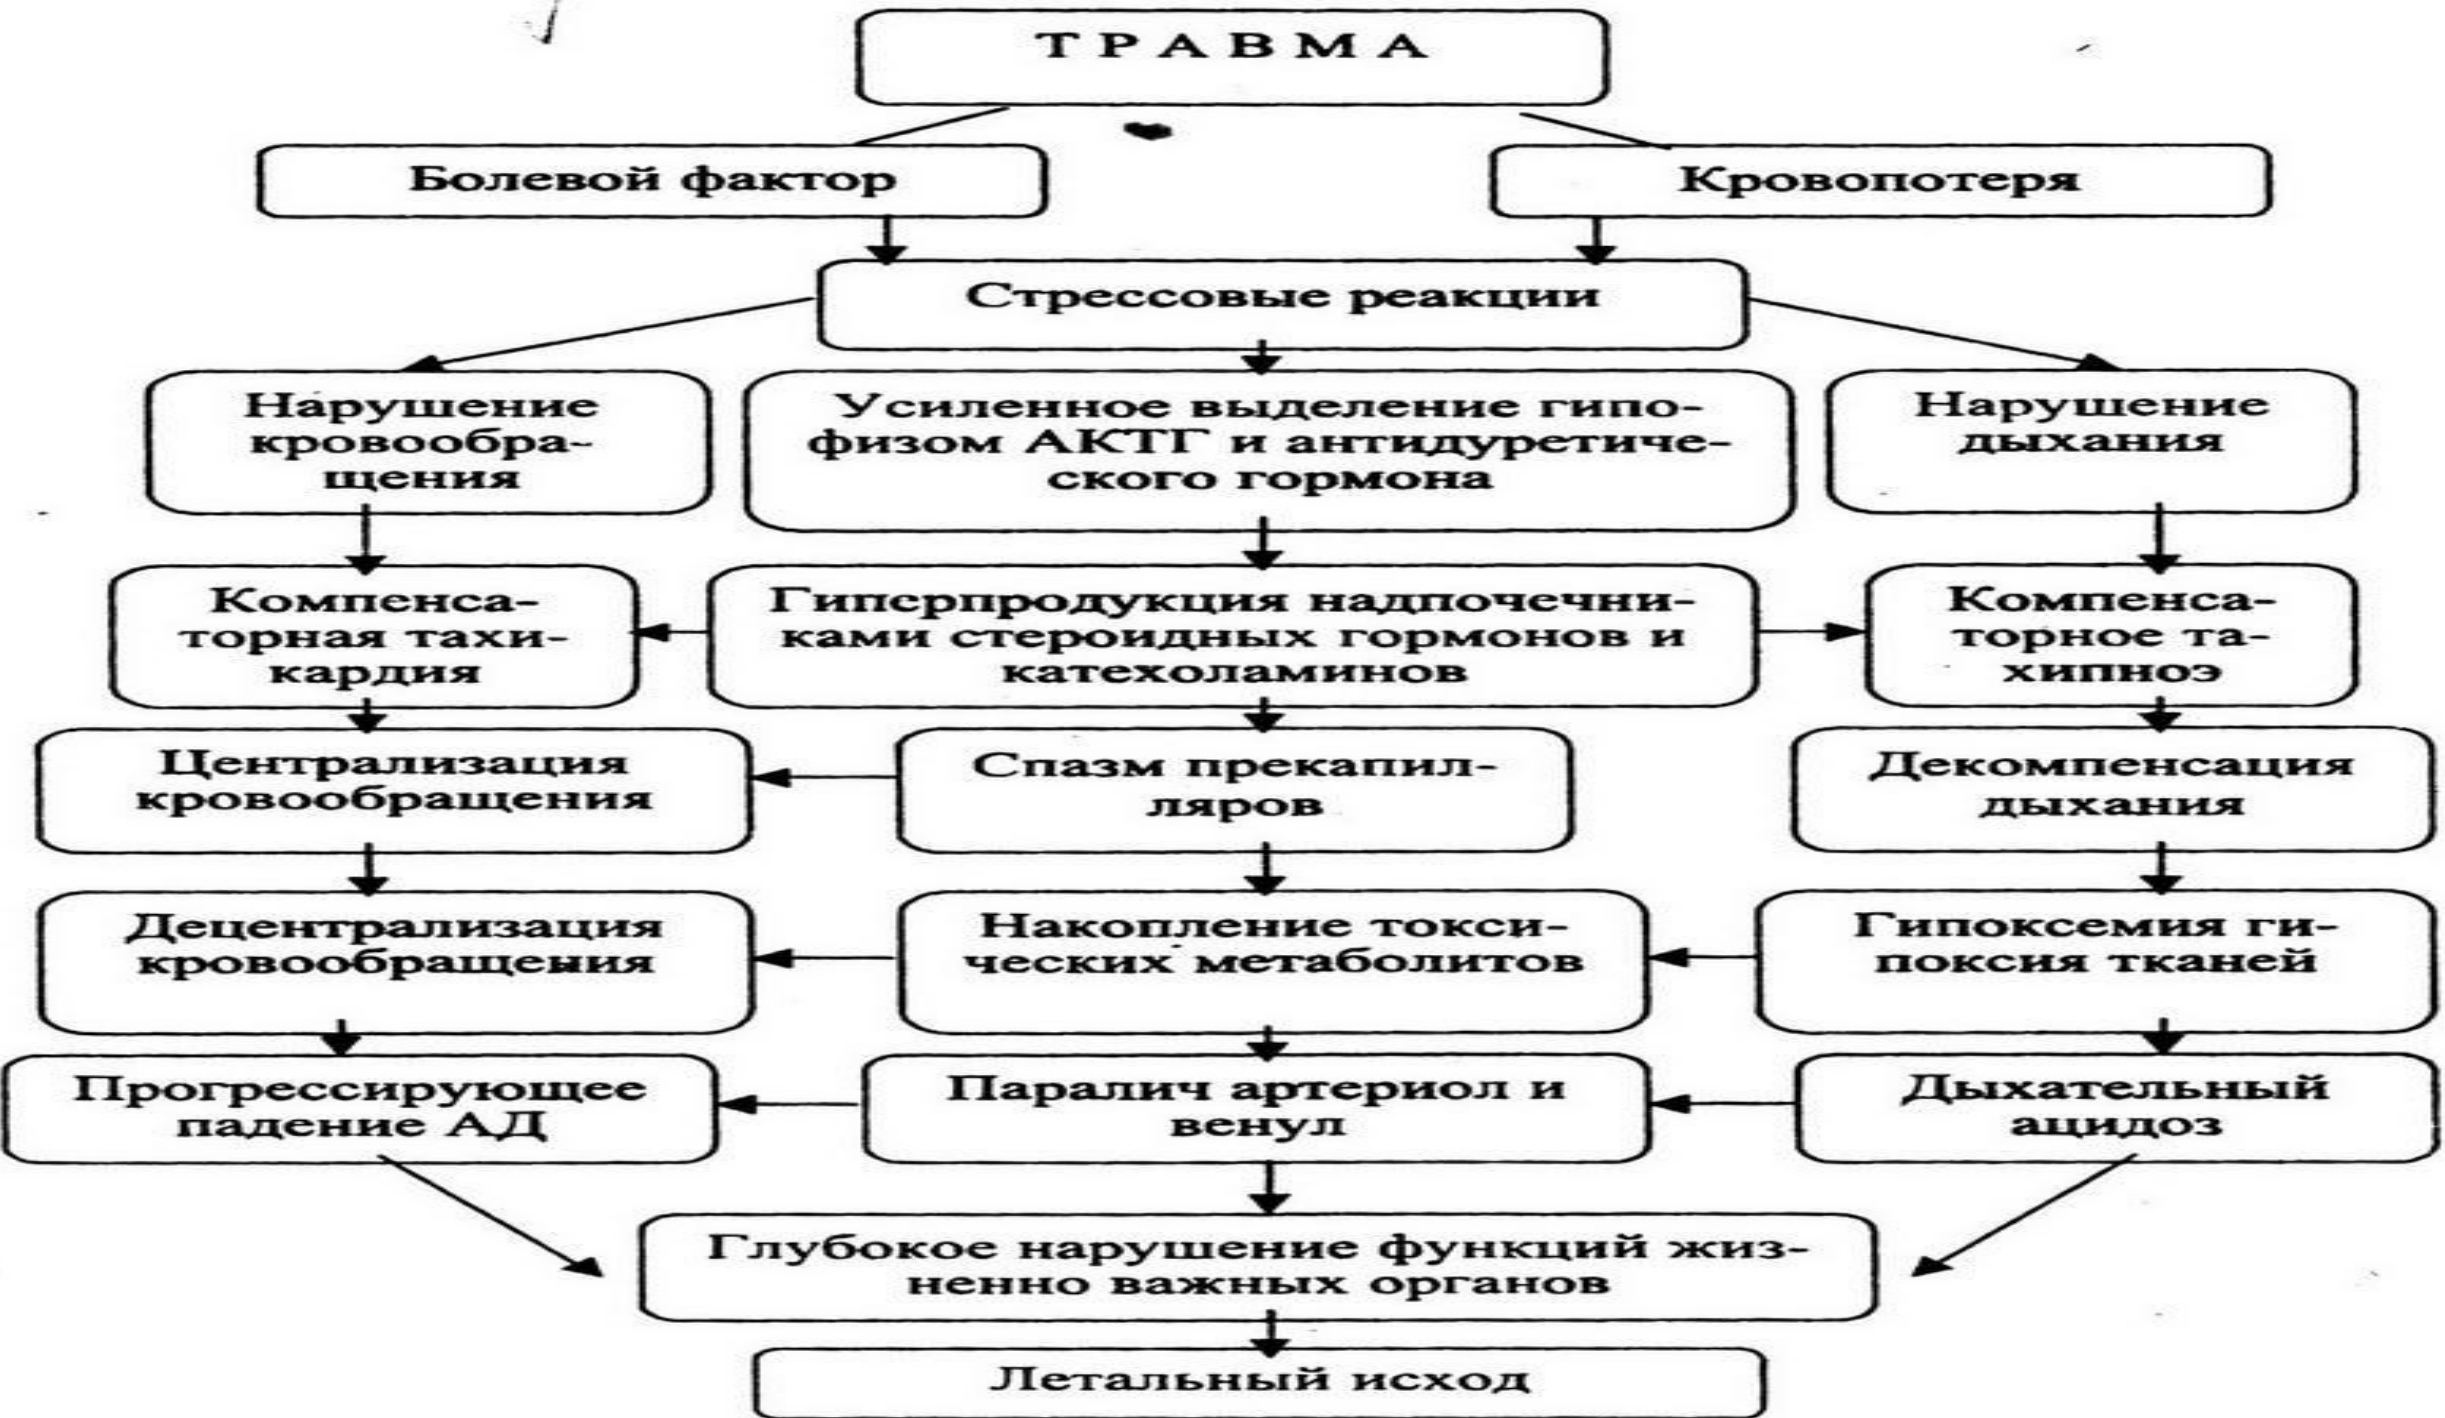 ТРАВМА
Болевой фактор
Кровопотеря
Стрессовые реакции
Нарушение
кровообра-
щения
Усиленное выделение гипо-
физом АКТГ и антидуретиче-
ского гормона
Нарушение
дыхания
Компенса-
торная тахи-
кардия
Гиперпродукция надпочечни-
ками стероидных гормонов и
катехоламинов
Компенса-
торное та-
хипноэ
Централизация
кровообращения
Спазм прекапил-
ляров
Декомпенсация
дыхания
Децентрализация
кровообращения
Накопление токси-
ческих метаболитов
Гипоксемия ги-
поксия тканей
Прогрессирующее
падение АД
Паралич артериол и
венул
Дыхательный
ацидоз
Глубокое нарушение функций жиз-
ненно важных органов
Летальный исход